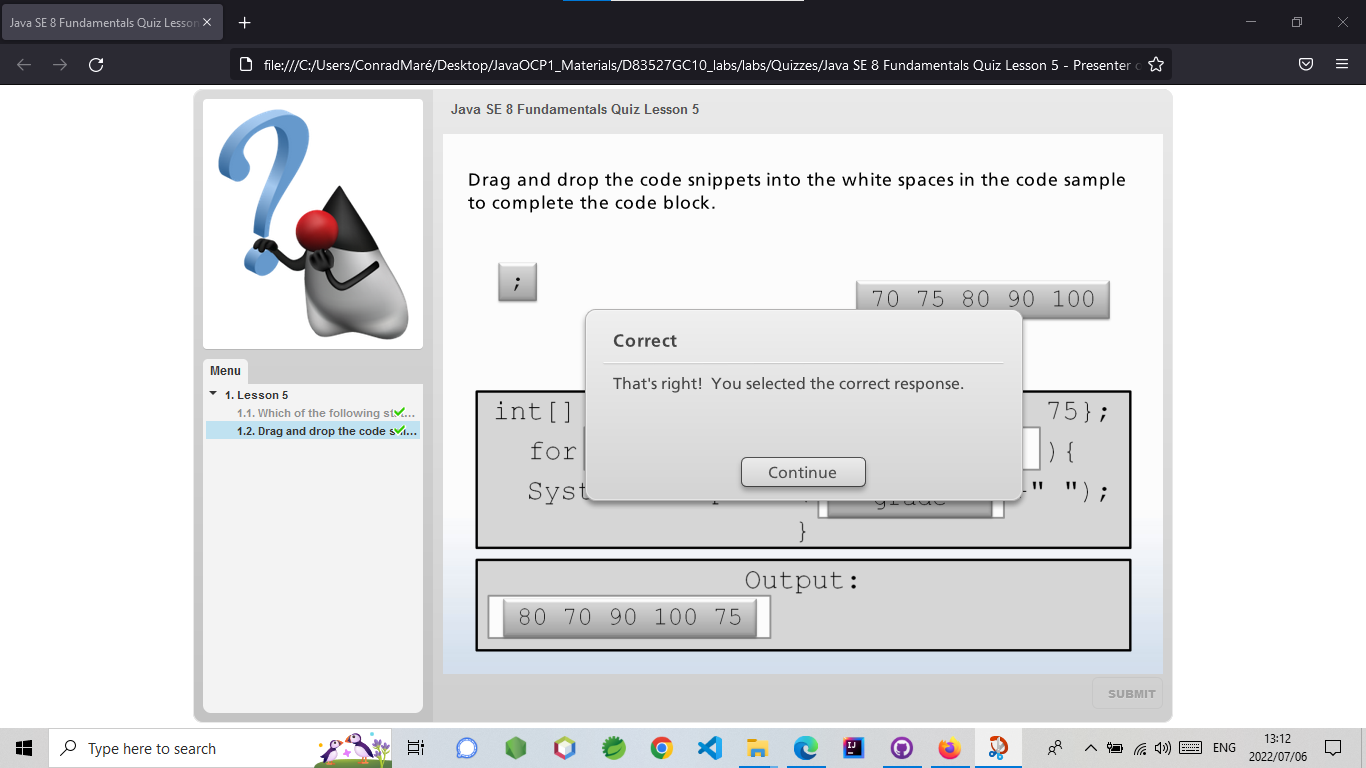 Java SE 8 Fundamentals Quiz Lesson
file:///C:/Users/ConradMaré/Desktop/JavaOCP1_Materials/D83527GC10_labs/labs/Quizzes/Java SE 8 Fundamentals Quiz Lesson 5 - Presenter
Java SE 8 Fundamentals Quiz Lesson 5
Drag and drop the code snippets into the white spaces in the code sample
to complete the code block.
;
70 75 80 90 100
Correct
That's right! You selected the correct response.
Continue
int[] 75};
for ){
" ");
grade
}
Output:
80 70 90 100 75
SUBMIT
Menu
1. Lesson 5
1.1. Which of the following st...
1.2. Drag and drop the code sni...
Type here to search
ENG
13:12
2022/07/06